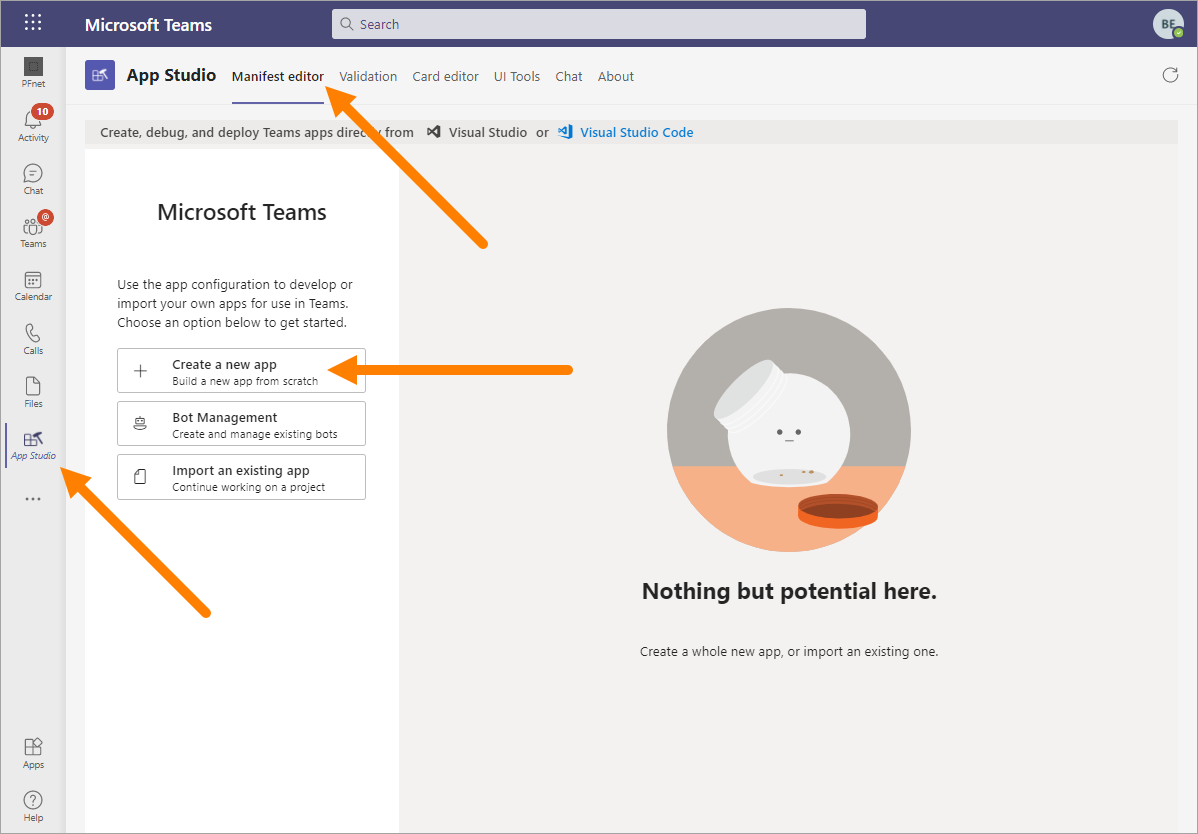 Microsoft Teams
Search
BE
PFnet
10
Activity
Chat
@
Teams
Calendar
Calls
Files
App Studio
Apps
Help
App Studio Manifest editor Validation Card editor UI Tools Chat About
Create, debug, and deploy Teams apps directly from Visual Studio or Visual Studio Code
Microsoft Teams
Use the app configuration to develop or
import your own apps for use in Teams.
Choose an option below to get started.
Create a new app
Build a new app from scratch
Bot Management
Create and manage existing bots
Import an existing app
Continue working on a project
Nothing but potential here.
Create a whole new app, or import an existing one.